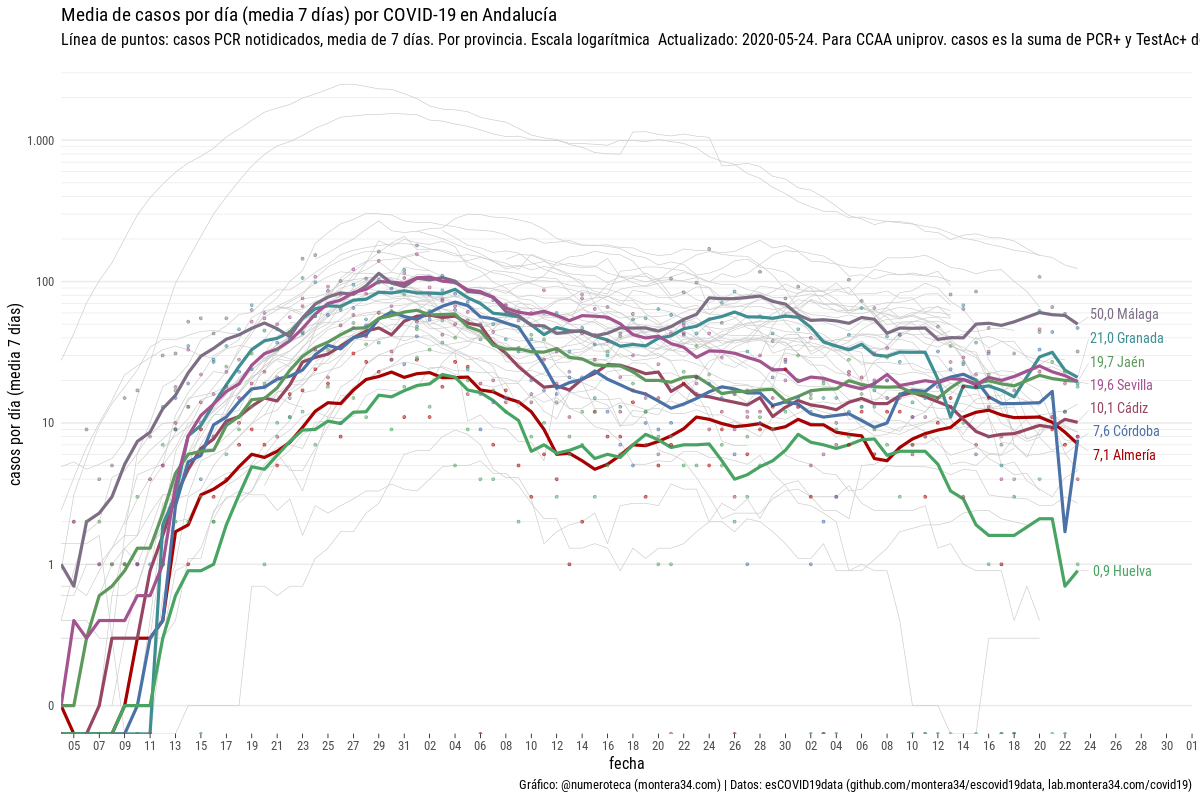 Media de casos por día (media 7 días) por COVID-19 en Andalucía
Línea de puntos: casos PCR notidicados, media de 7 días. Por provincia. Escala logarítmica  Actualizado: 2020-05-24. Para CCAA uniprov. casos es la suma de PCR+ y TestAc+ d
casos por día (media 7 días)
1.000
100
10
1
0
50,0 Málaga
21,0 Granada
19,7 Jaén
19,6 Sevilla
10,1 Cádiz
7,6 Córdoba
7,1 Almería
0,9 Huelva
05 07 09 11 13 15 17 19 21 23 25 27 29 31 02 04 06 08 10 12 14 16 18 20 22 24 26 28 30 02 04 06 08 10 12 14 16 18 20 22 24 26 28 30 01
fecha
Gráfico: @numeroteca (montera34.com) | Datos: esCOVID19data (github.com/montera34/escovid19data, lab.montera34.com/covid19)